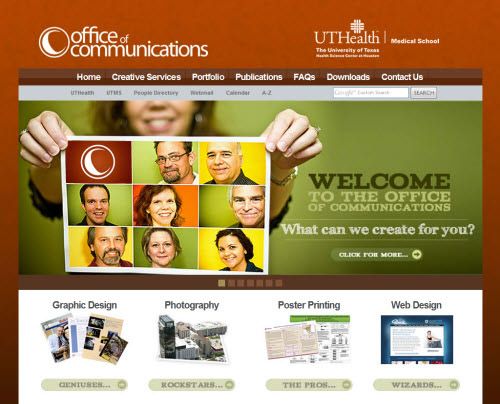 office of communications
UTHealth
Medical School
The University of Texas
Health Science Center at Houston
Home Creative Services Portfolio Publications FAQs Downloads Contact Us
UTHealth UTMS People Directory Webmail Calendar A-Z
Google™ Custom Search SEARCH
WELCOME
TO THE OFFICE
OF COMMUNICATIONS
What can we create for you?
CLICK FOR MORE...
Graphic Design Photography Poster Printing Web Design
GENIUSES... ROCKSTARS... THE PROS... WIZARDS...